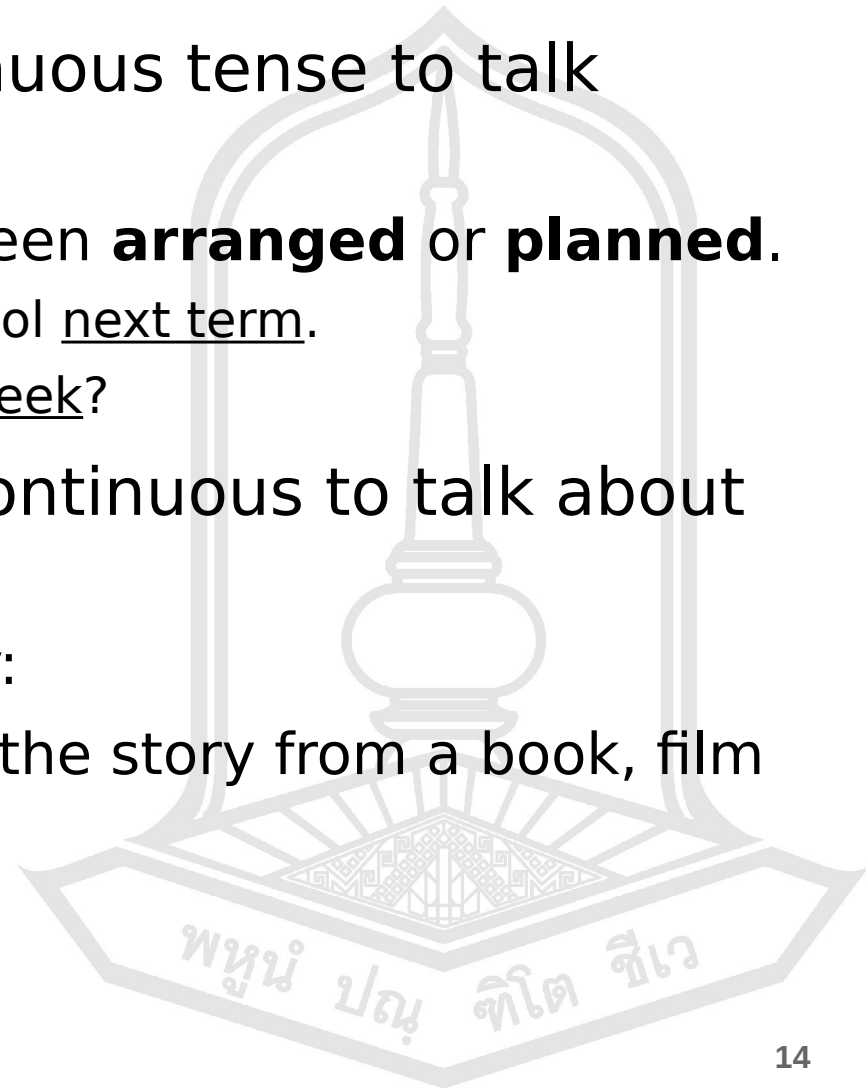 nuous tense to talk
een arranged or planned.
ol next term.
eek?
ontinuous to talk about
:
the story from a book, film
พหูนํ ปณฺฑิโต ชีเว
14